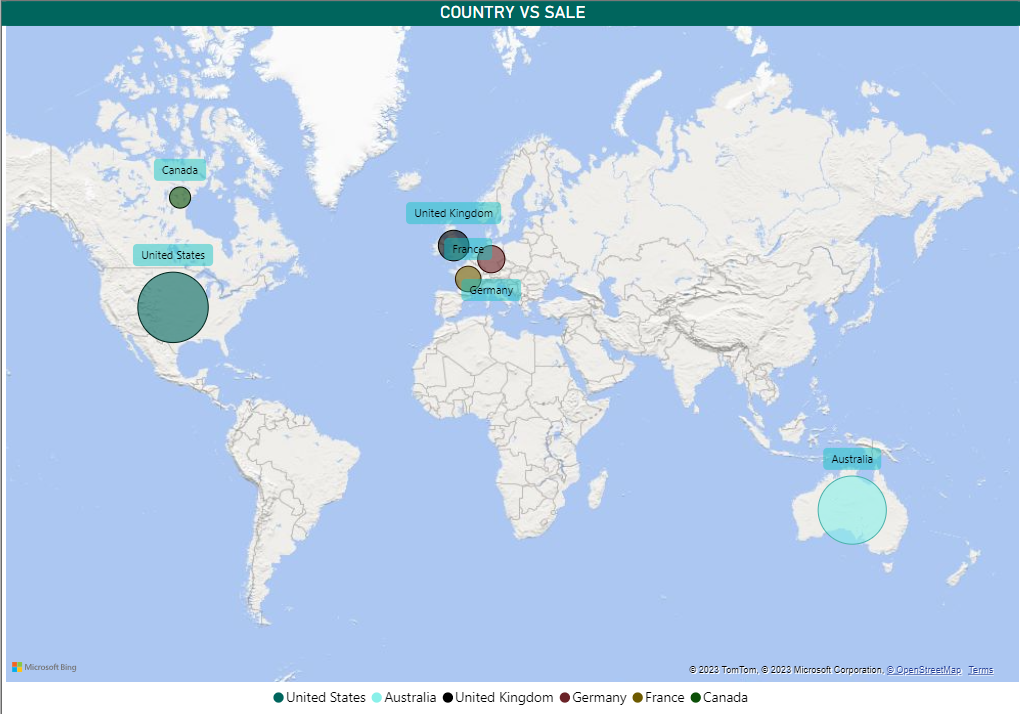 COUNTRY VS SALE
Canada
United Kingdom
France
United States
Germany
Australia
Microsoft Bing
© 2023 TomTom, © 2023 Microsoft Corporation, © OpenStreetMap Terms
United States Australia United Kingdom Germany France Canada